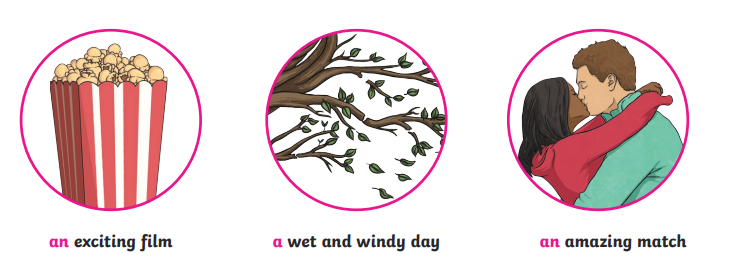 an exciting film
a wet and windy day
an amazing match